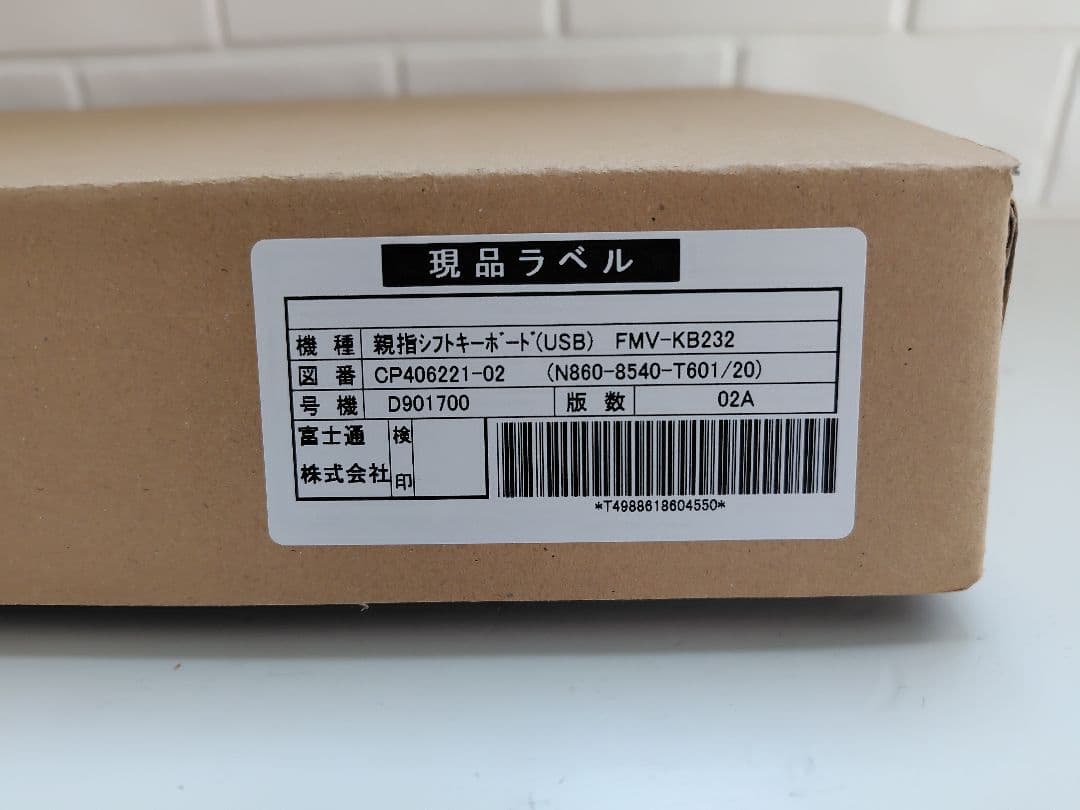 現品ラベル
機種 親指シフトキーボード(USB) FMV-KB232
図番 CP406221-02 (N860-8540-T601/20)
号機 D901700 版数 02A
富士通株式会社 検印
*T4988618604550*